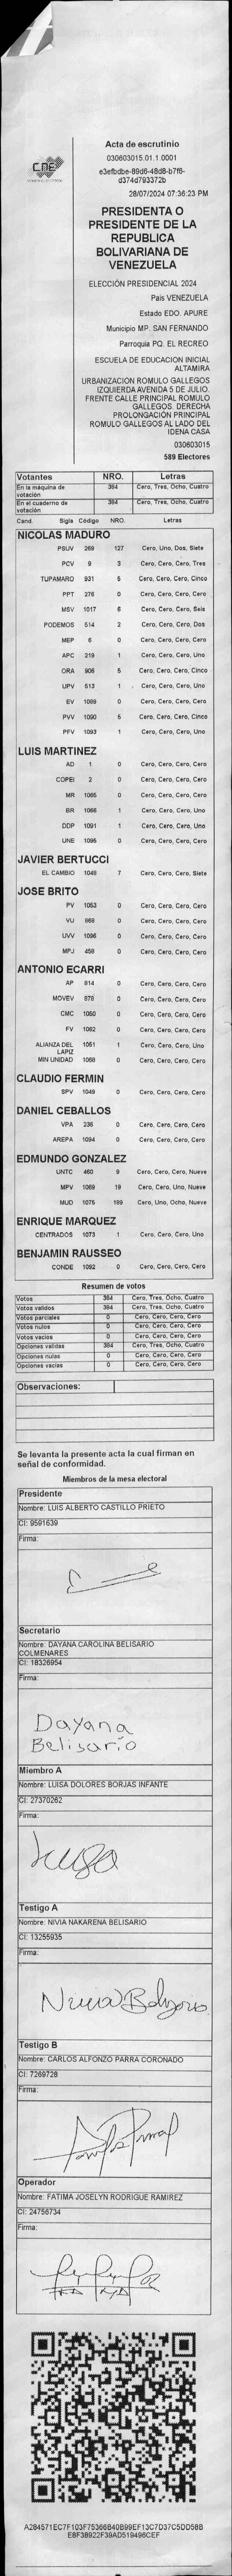 CNE
Acta de escrutinio
030603015.01.1.0001
e3efbdbe-89d6-48d8-b7f6-
d374d793372b
28/07/2024 07:36:23 PM
PRESIDENTA O
PRESIDENTE DE LA
REPUBLICA
BOLIVARIANA DE
VENEZUELA
ELECCIÓN PRESIDENCIAL 2024
País VENEZUELA
Estado EDO. APURE
Municipio MP. SAN FERNANDO
Parroquia PQ. EL RECREO
ESCUELA DE EDUCACION INICIAL
ALTAMIRA
URBANIZACION ROMULO GALLEGOS
IZQUIERDA AVENIDA 5 DE JULIO.
FRENTE CALLE PRINCIPAL ROMULO
GALLEGOS. DERECHA
PROLONGACIÓN PRINCIPAL
ROMULO GALLEGOS AL LADO DEL
IDENA CASA
030603015
589 Electores
Votantes NRO. Letras
En la máquina de votación 384 Cero, Tres, Ocho, Cuatro
En el cuaderno de votación 384 Cero, Tres, Ocho, Cuatro
Cand. Sigla Código NRO. Letras
NICOLAS MADURO
PSUV 269 127 Cero, Uno, Dos, Siete
PCV 9 3 Cero, Cero, Cero, Tres
TUPAMARO 931 5 Cero, Cero, Cero, Cinco
PPT 276 0 Cero, Cero, Cero, Cero
MSV 1017 6 Cero, Cero, Cero, Seis
PODEMOS 514 2 Cero, Cero, Cero, Dos
MEP 6 0 Cero, Cero, Cero, Cero
APC 219 1 Cero, Cero, Cero, Uno
ORA 906 5 Cero, Cero, Cero, Cinco
UPV 513 1 Cero, Cero, Cero, Uno
EV 1089 0 Cero, Cero, Cero, Cero
PVV 1090 5 Cero, Cero, Cero, Cinco
PFV 1093 1 Cero, Cero, Cero, Uno
LUIS MARTINEZ
AD 1 0 Cero, Cero, Cero, Cero
COPEI 2 0 Cero, Cero, Cero, Cero
MR 1065 0 Cero, Cero, Cero, Cero
BR 1066 1 Cero, Cero, Cero, Uno
DDP 1091 1 Cero, Cero, Cero, Uno
UNE 1095 0 Cero, Cero, Cero, Cero
JAVIER BERTUCCI
EL CAMBIO 1048 7 Cero, Cero, Cero, Siete
JOSE BRITO
PV 1053 0 Cero, Cero, Cero, Cero
VU 868 0 Cero, Cero, Cero, Cero
UVV 1096 0 Cero, Cero, Cero, Cero
MPJ 458 0 Cero, Cero, Cero, Cero
ANTONIO ECARRI
AP 814 0 Cero, Cero, Cero, Cero
MOVEV 878 0 Cero, Cero, Cero, Cero
CMC 1050 0 Cero, Cero, Cero, Cero
FV 1082 0 Cero, Cero, Cero, Cero
ALIANZA DEL LAPIZ 1051 1 Cero, Cero, Cero, Uno
MIN UNIDAD 1068 0 Cero, Cero, Cero, Cero
CLAUDIO FERMIN
SPV 1049 0 Cero, Cero, Cero, Cero
DANIEL CEBALLOS
VPA 236 0 Cero, Cero, Cero, Cero
AREPA 1094 0 Cero, Cero, Cero, Cero
EDMUNDO GONZALEZ
UNTC 460 9 Cero, Cero, Cero, Nueve
MPV 1069 19 Cero, Cero, Uno, Nueve
MUD 1075 189 Cero, Uno, Ocho, Nueve
ENRIQUE MARQUEZ
CENTRADOS 1073 1 Cero, Cero, Cero, Uno
BENJAMIN RAUSSEO
CONDE 1092 0 Cero, Cero, Cero, Cero
Resumen de votos
Votos 384 Cero, Tres, Ocho, Cuatro
Votos validos 384 Cero, Tres, Ocho, Cuatro
Votos parciales 0 Cero, Cero, Cero, Cero
Votos nulos 0 Cero, Cero, Cero, Cero
Votos vacios 0 Cero, Cero, Cero, Cero
Opciones validas 384 Cero, Tres, Ocho, Cuatro
Opciones nulas 0 Cero, Cero, Cero, Cero
Opciones vacias 0 Cero, Cero, Cero, Cero
Observaciones:
Se levanta la presente acta la cual firman en
señal de conformidad.
Miembros de la mesa electoral
Presidente
Nombre: LUIS ALBERTO CASTILLO PRIETO
CI: 9591639
Firma:
Secretario
Nombre: DAYANA CAROLINA BELISARIO
COLMENARES
CI: 18326954
Firma:
Dayana
Belisario
Miembro A
Nombre: LUISA DOLORES BORJAS INFANTE
CI: 27370262
Firma:
Luisa
Testigo A
Nombre: NIVIA NAKARENA BELISARIO
CI: 13255935
Firma:
Testigo B
Nombre: CARLOS ALFONZO PARRA CORONADO
CI: 7269728
Firma:
Operador
Nombre: FATIMA JOSELYN RODRIGUE RAMIREZ
CI: 24756734
Firma:
A284571EC7F103F75366B40B99EF13C7D37C5DD58B
E8F38922F39AD519496CEF